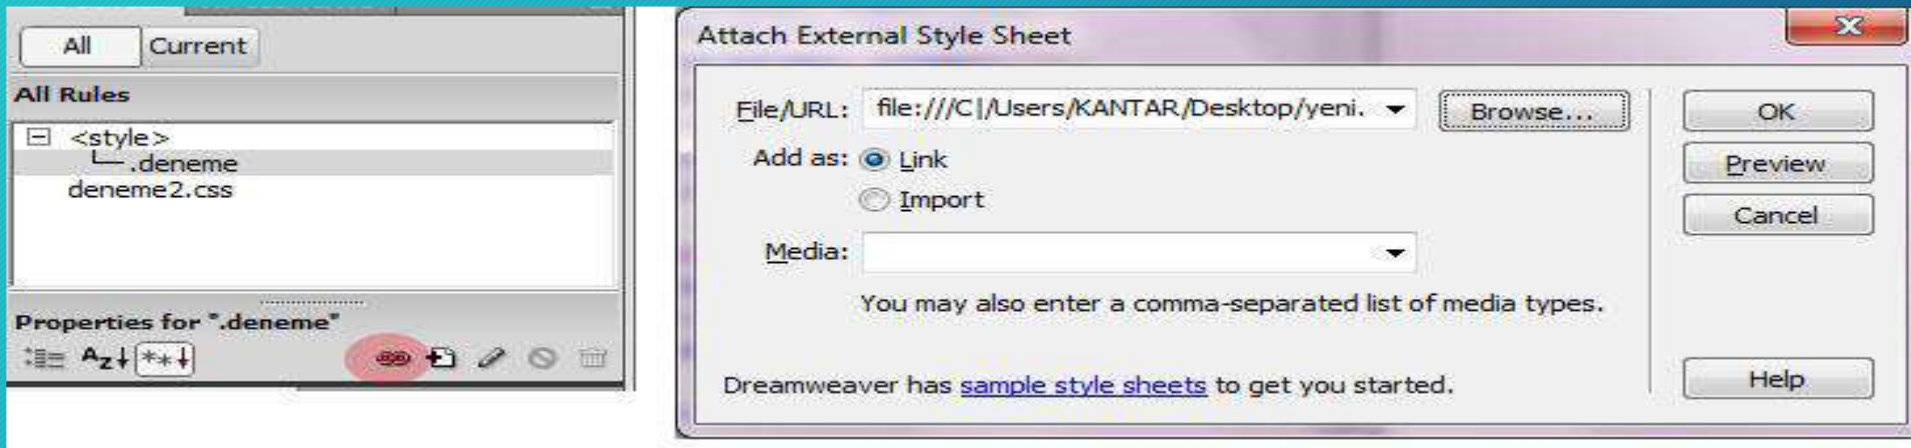 All Current
All Rules
<style>
.deneme
deneme2.css
Properties for ".deneme"
Attach External Style Sheet
File/URL: file:///C|/Users/KANTAR/Desktop/yeni. Browse...
Add as: Link
Import
Media:
You may also enter a comma-separated list of media types.
Dreamweaver has sample style sheets to get you started.
OK
Preview
Cancel
Help